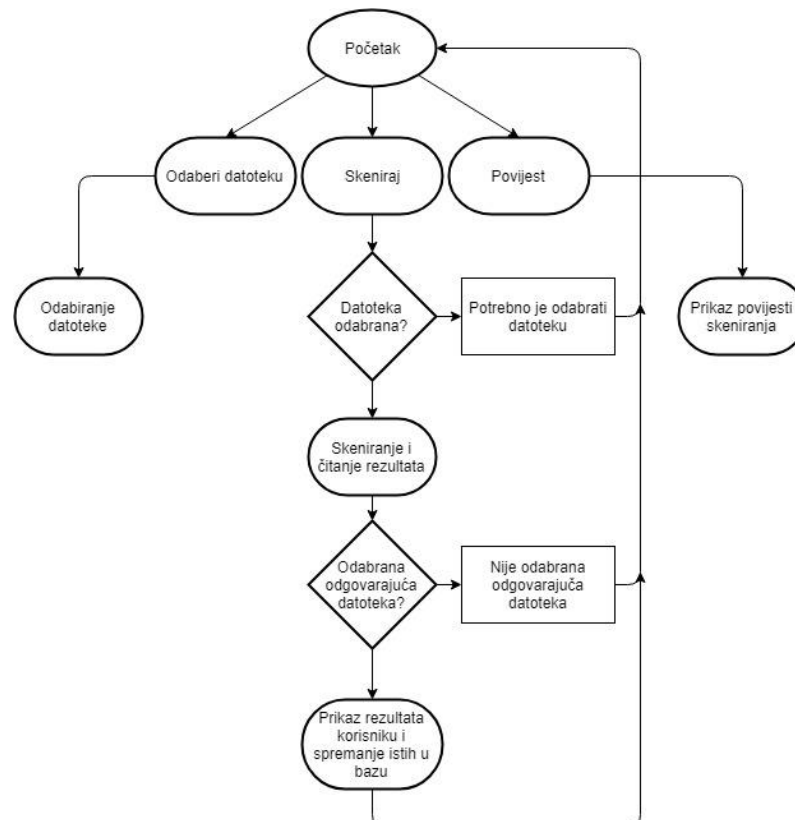 Početak
Odaberi datoteku
Skeniraj
Povijest
Odabiranje
datoteke
Datoteka
odabrana?
Potrebno je odabrati
datoteku
Prikaz povijesti
skeniranja
Skeniranje i
čitanje rezultata
Odabrana
odgovarajuća
datoteka?
Nije odabrana
odgovarajuča
datoteka
Prikaz rezultata
korisniku i
spremanje istih u
bazu